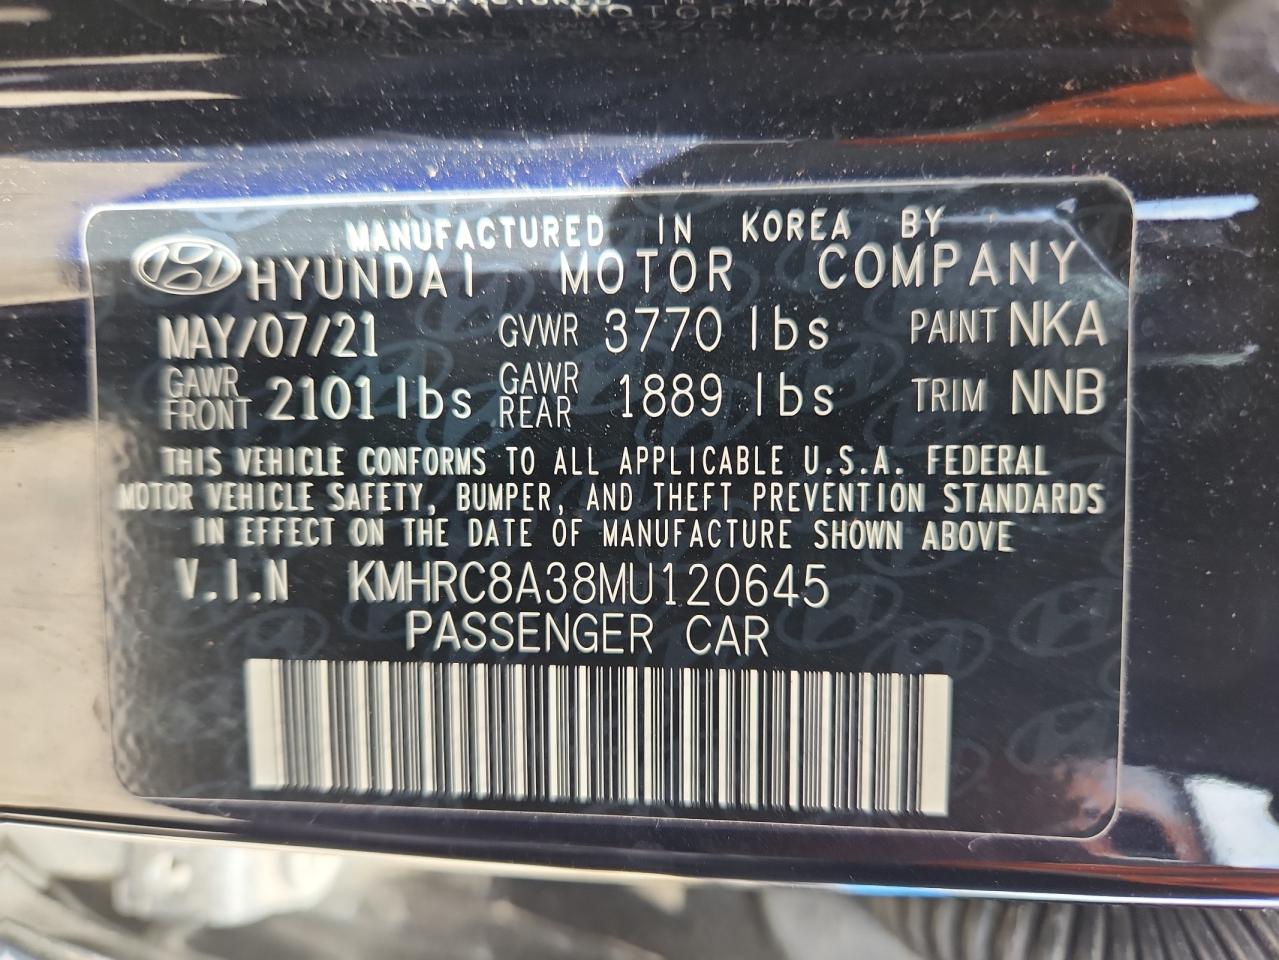 MANUFACTURED IN KOREA BY
HYUNDAI MOTOR COMPANY
MAY/07/21 GVWR 3770 lbs PAINT NKA
GAWR FRONT 2101 lbs GAWR REAR 1889 lbs TRIM NNB
THIS VEHICLE CONFORMS TO ALL APPLICABLE U.S.A. FEDERAL
MOTOR VEHICLE SAFETY, BUMPER, AND THEFT PREVENTION STANDARDS
IN EFFECT ON THE DATE OF MANUFACTURE SHOWN ABOVE
V.I.N KMHRC8A38MU120645
PASSENGER CAR